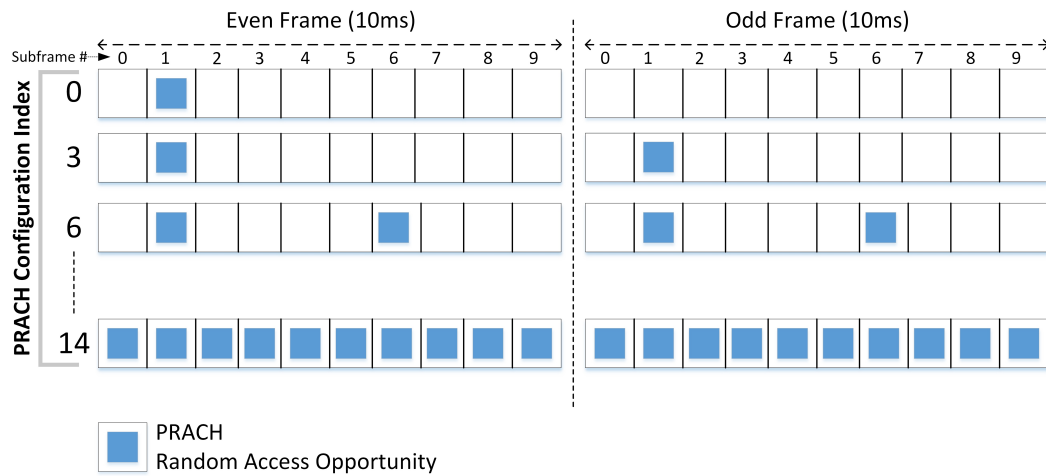 Even Frame (10ms) Odd Frame (10ms)
Subframe # 0 1 2 3 4 5 6 7 8 9 0 1 2 3 4 5 6 7 8 9
PRACH Configuration Index
0
3
6
14
PRACH
Random Access Opportunity